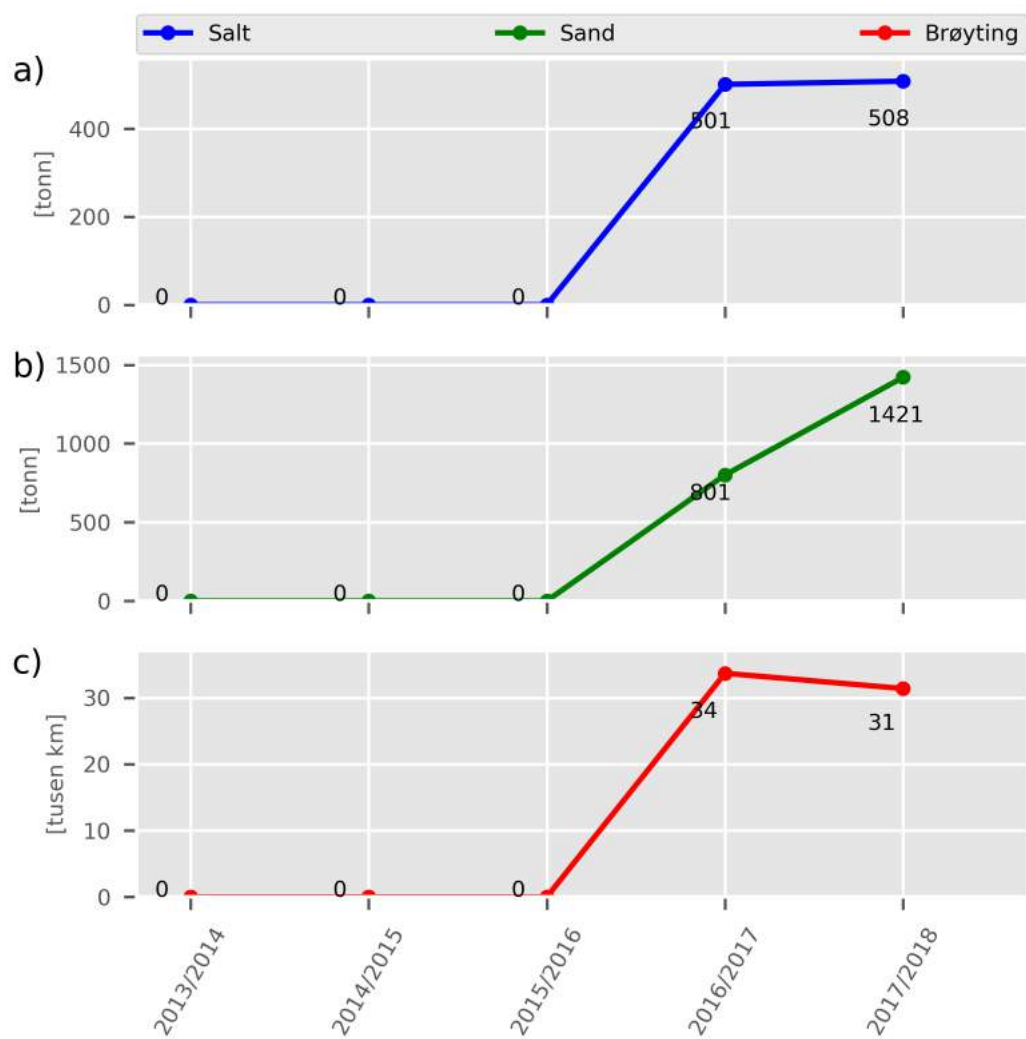 Salt Sand Brøyting
a)
400
200
0
[tonn]
0 0 0 501 508
b)
1500
1000
500
0
[tonn]
0 0 0 801 1421
c)
30
20
10
0
[tusen km]
0 0 0 34 31
2013/2014 2014/2015 2015/2016 2016/2017 2017/2018